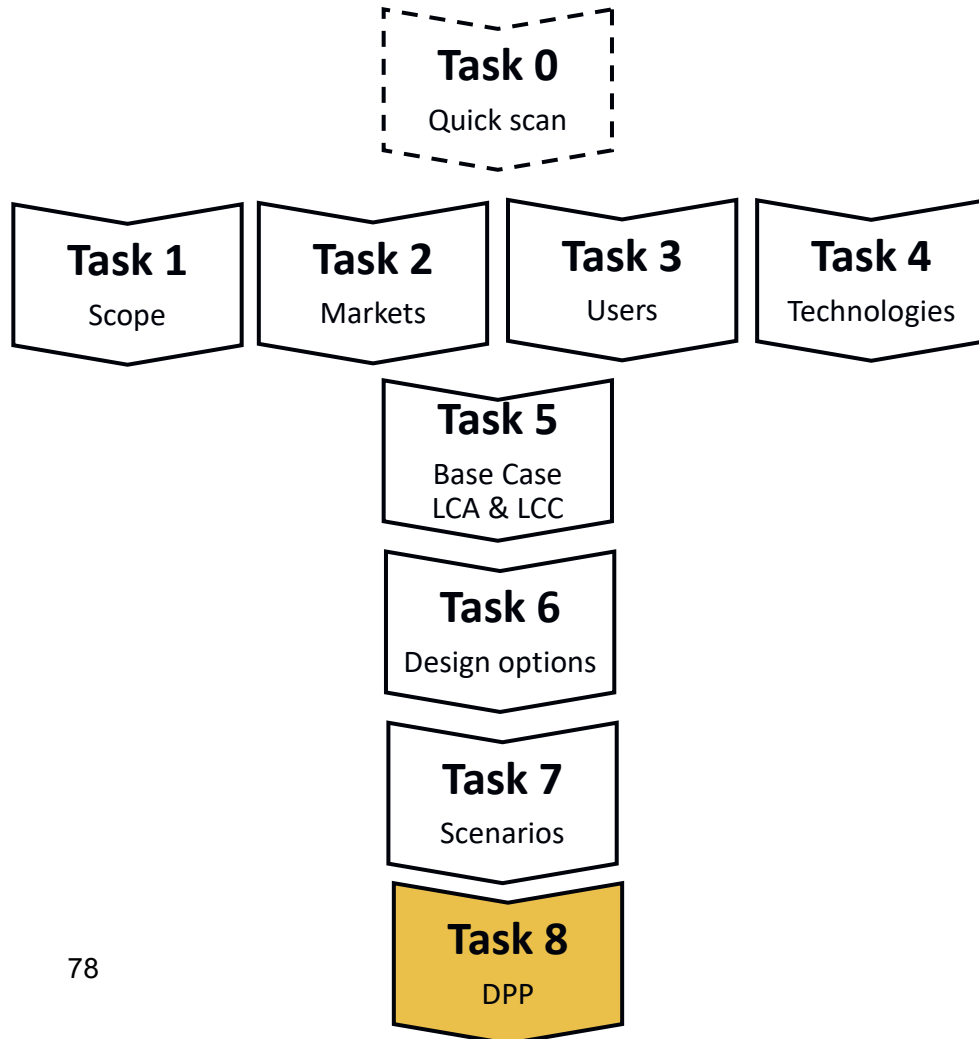 Task 0
Quick scan
Task 1
Scope
Task 2
Markets
Task 3
Users
Task 4
Technologies
Task 5
Base Case
LCA & LCC
Task 6
Design options
Task 7
Scenarios
Task 8
DPP
78